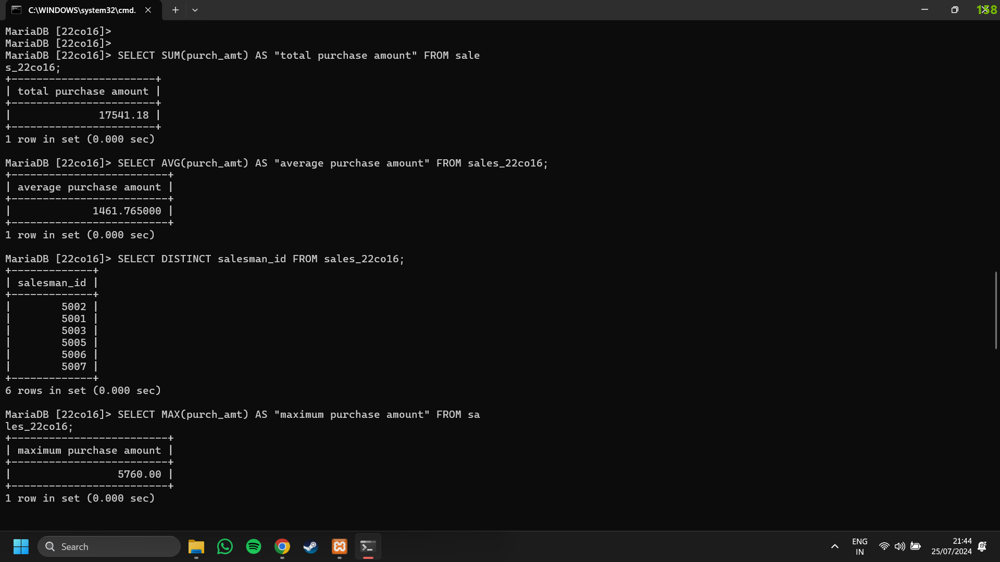 C:\WINDOWS\system32\cmd.
158
MariaDB [22co16]>
MariaDB [22co16]>
MariaDB [22co16]> SELECT SUM(purch_amt) AS "total purchase amount" FROM sale
s_22co16;
+-----------------------+
| total purchase amount |
+-----------------------+
|              17541.18 |
+-----------------------+
1 row in set (0.000 sec)
MariaDB [22co16]> SELECT AVG(purch_amt) AS "average purchase amount" FROM sales_22co16;
+-------------------------+
| average purchase amount |
+-------------------------+
|             1461.765000 |
+-------------------------+
1 row in set (0.000 sec)
MariaDB [22co16]> SELECT DISTINCT salesman_id FROM sales_22co16;
+-------------+
| salesman_id |
+-------------+
|        5002 |
|        5001 |
|        5003 |
|        5005 |
|        5006 |
|        5007 |
+-------------+
6 rows in set (0.000 sec)
MariaDB [22co16]> SELECT MAX(purch_amt) AS "maximum purchase amount" FROM sa
les_22co16;
+-------------------------+
| maximum purchase amount |
+-------------------------+
|                 5760.00 |
+-------------------------+
1 row in set (0.000 sec)
Search
ENG
IN
21:44
25/07/2024